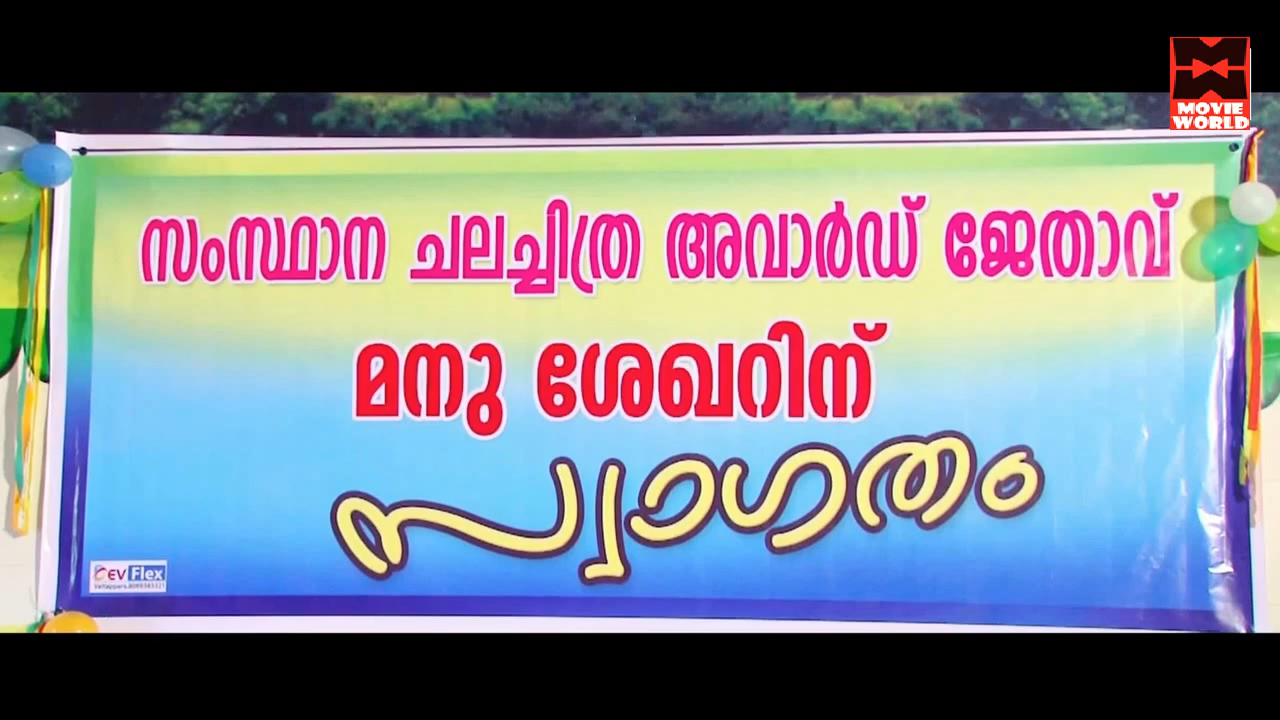 MOVIE
WORLD
സംസ്ഥാന ചലച്ചിത്ര അവാർഡ് ജേതാവ്
മനു ശേഖറിന്
സ്വാഗതം
EV Flex